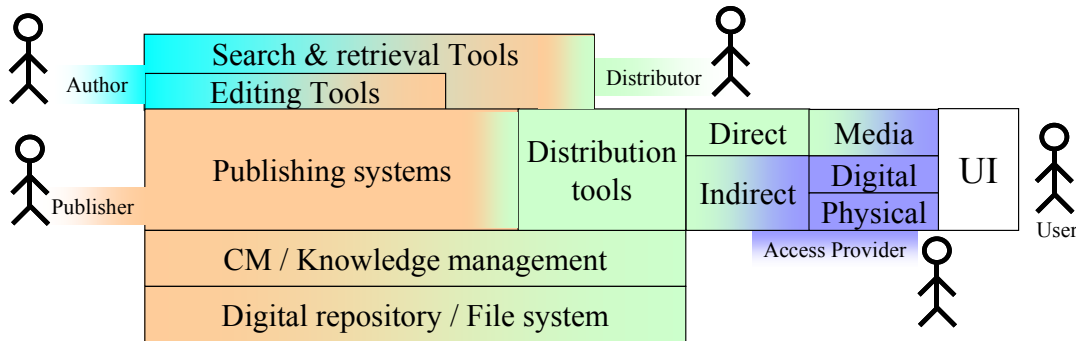 Search & retrieval Tools
Author
Distributor
Editing Tools
Publishing systems
Distribution
tools
Direct
Media
Indirect
Digital
Physical
UI
Publisher
User
CM / Knowledge management
Access Provider
Digital repository / File system